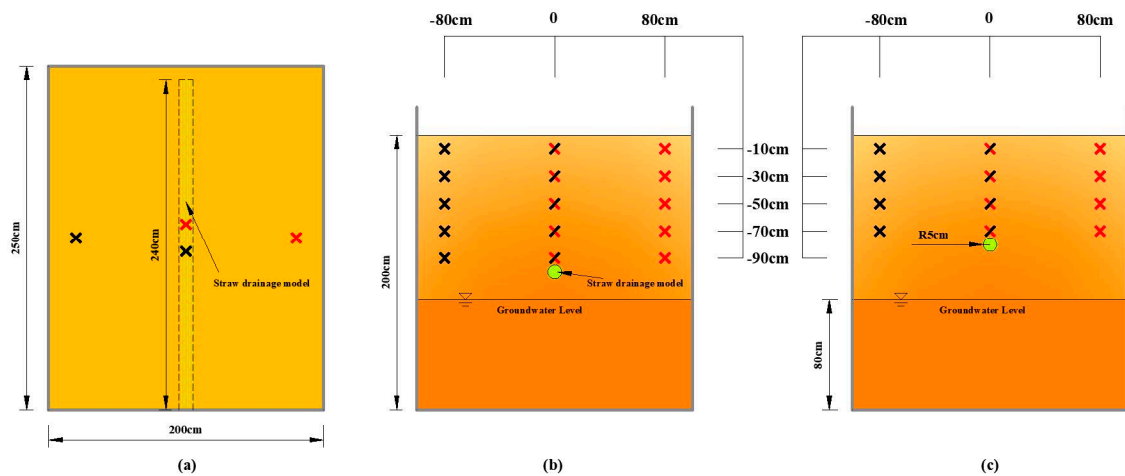 250cm
240cm
Straw drainage model
200cm
(a)
-80cm
0
80cm
200cm
Straw drainage model
Groundwater Level
(b)
-10cm
-30cm
-50cm
-70cm
-90cm
-80cm
0
80cm
R5cm
Groundwater Level
80cm
(c)